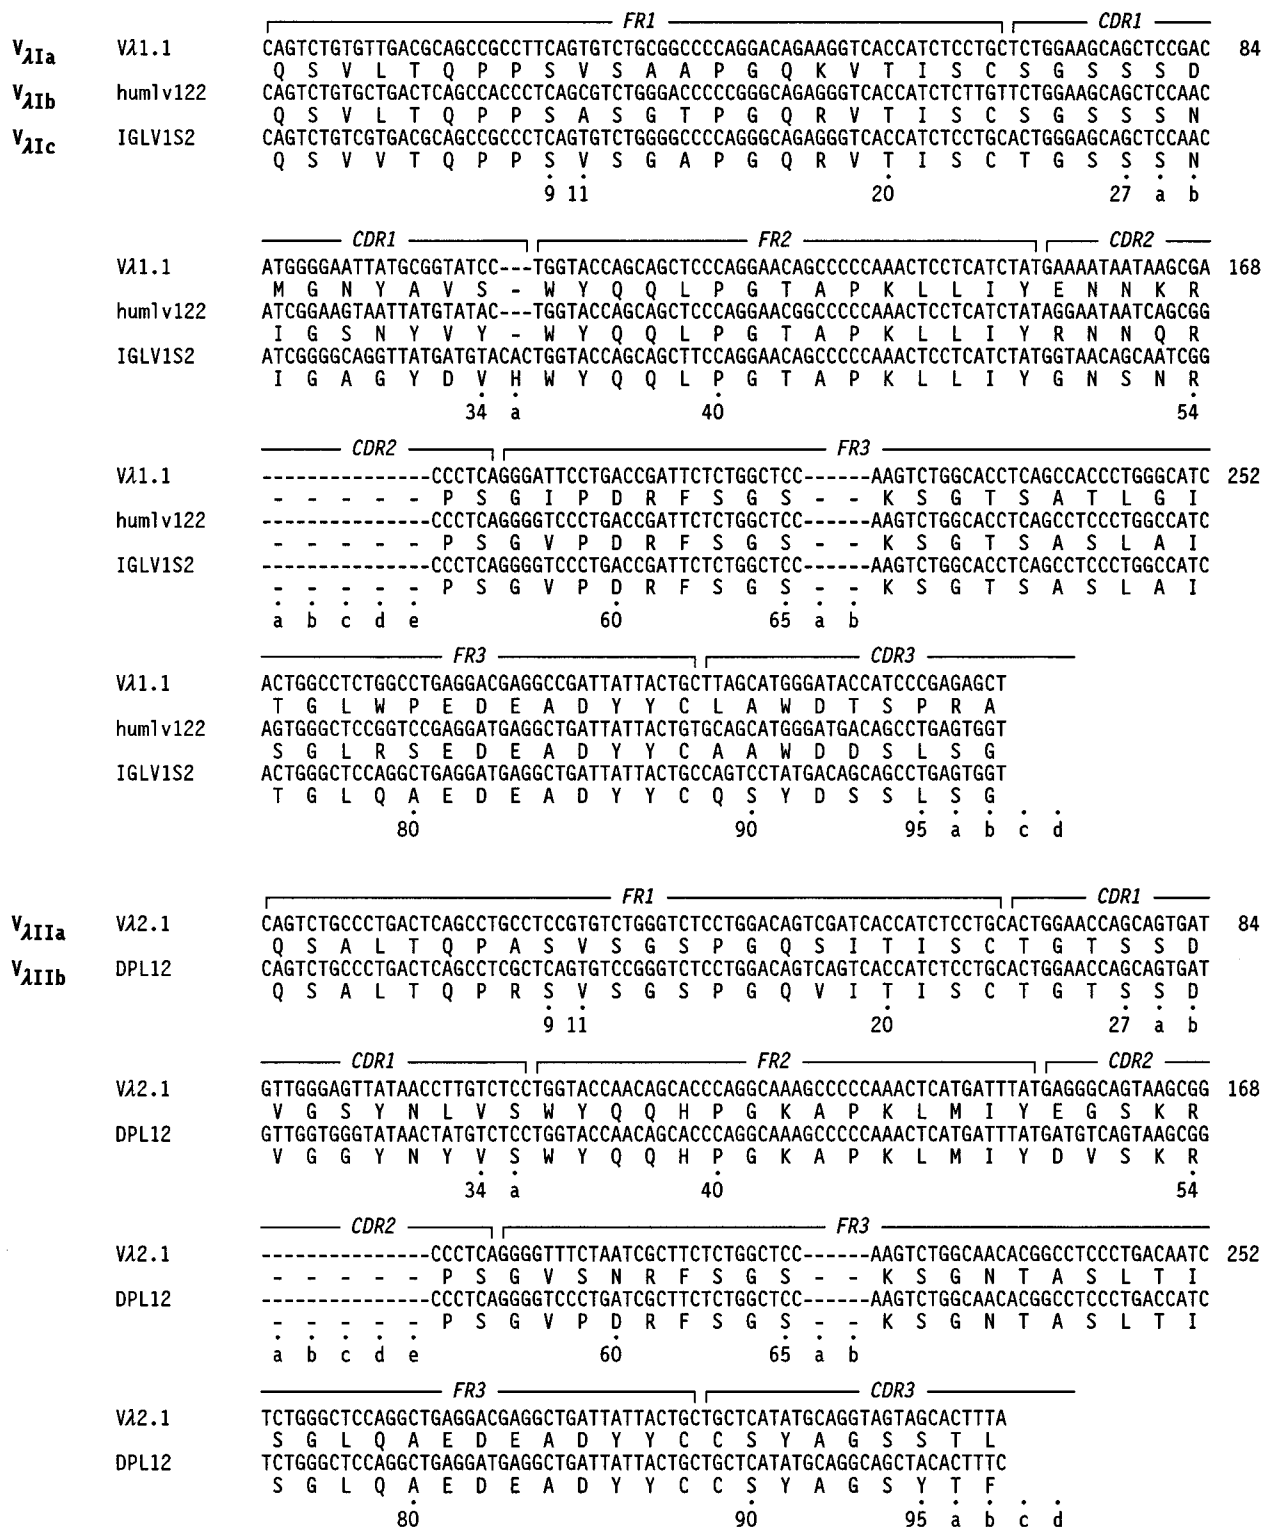 FR1 CDR1
VλIa Vλ1.1 CAGTCTGTGTTGACGCAGCCGCCTTCAGTGTCTGCGGCCCCAGGACAGAAGGTCACCATCTCCTGCTCTGGAAGCAGCTCCGAC 84
Q S V L T Q P P S V S A A P G Q K V T I S C S G S S S D
VλIb humlv122 CAGTCTGTGCTGACTCAGCCACCCTCAGCGTCTGGGACCCCCGGGCAGAGGGTCACCATCTCTTGTTCTGGAAGCAGCTCCAAC
Q S V L T Q P P S A S G T P G Q R V T I S C S G S S S N
VλIc IGLV1S2 CAGTCTGTCGTGACGCAGCCGCCCTCAGTGTCTGGGGCCCCAGGGCAGAGGGTCACCATCTCCTGCACTGGGAGCAGCTCCAAC
Q S V V T Q P P S V S G A P G Q R V T I S C T G S S S N
9 11 20 27 a b
CDR1 FR2 CDR2
Vλ1.1 ATGGGGAATTATGCGGTATCC---TGGTACCAGCAGCTCCCAGGAACAGCCCCCAAACTCCTCATCTATGAAAATAATAAGCGA 168
M G N Y A V S - W Y Q Q L P G T A P K L L I Y E N N K R
humlv122 ATCGGAAGTAATTATGTATAC---TGGTACCAGCAGCTCCCAGGAACGGCCCCCAAACTCCTCATCTATAGGAATAATCAGCGG
I G S N Y V Y - W Y Q Q L P G T A P K L L I Y R N N Q R
IGLV1S2 ATCGGGGCAGGTTATGATGTACACTGGTACCAGCAGCTTCCAGGAACAGCCCCCAAACTCCTCATCTATGGTAACAGCAATCGG
I G A G Y D V H W Y Q Q L P G T A P K L L I Y G N S N R
34 a 40 54
CDR2 FR3
Vλ1.1 ---------------CCCTCAGGGATTCCTGACCGATTCTCTGGCTCC------AAGTCTGGCACCTCAGCCACCCTGGGCATC 252
- - - - - P S G I P D R F S G S - - K S G T S A T L G I
humlv122 ---------------CCCTCAGGGGTCCCTGACCGATTCTCTGGCTCC------AAGTCTGGCACCTCAGCCTCCCTGGCCATC
- - - - - P S G V P D R F S G S - - K S G T S A S L A I
IGLV1S2 ---------------CCCTCAGGGGTCCCTGACCGATTCTCTGGCTCC------AAGTCTGGCACCTCAGCCTCCCTGGCCATC
- - - - - P S G V P D R F S G S - - K S G T S A S L A I
a b c d e 60 65 a b
FR3 CDR3
Vλ1.1 ACTGGCCTCTGGCCTGAGGACGAGGCCGATTATTACTGCTTAGCATGGGATACCATCCCGAGAGCT
T G L W P E D E A D Y Y C L A W D T S P R A
humlv122 AGTGGGCTCCGGTCCGAGGATGAGGCTGATTATTACTGTGCAGCATGGGATGACAGCCTGAGTGGT
S G L R S E D E A D Y Y C A A W D D S L S G
IGLV1S2 ACTGGGCTCCAGGCTGAGGATGAGGCTGATTATTACTGCCAGTCCTATGACAGCAGCCTGAGTGGT
T G L Q A E D E A D Y Y C Q S Y D S S L S G
80 90 95 a b c d
FR1 CDR1
VλIIa Vλ2.1 CAGTCTGCCCTGACTCAGCCTGCCTCCGTGTCTGGGTCTCCTGGACAGTCGATCACCATCTCCTGCACTGGAACCAGCAGTGAT 84
Q S A L T Q P A S V S G S P G Q S I T I S C T G T S S D
VλIIb DPL12 CAGTCTGCCCTGACTCAGCCTCGCTCAGTGTCCGGGTCTCCTGGACAGTCAGTCACCATCTCCTGCACTGGAACCAGCAGTGAT
Q S A L T Q P R S V S G S P G Q V I T I S C T G T S S D
9 11 20 27 a b
CDR1 FR2 CDR2
Vλ2.1 GTTGGGAGTTATAACCTTGTCTCCTGGTACCAACAGCACCCAGGCAAAGCCCCCAAACTCATGATTTATGAGGGCAGTAAGCGG 168
V G S Y N L V S W Y Q Q H P G K A P K L M I Y E G S K R
DPL12 GTTGGTGGGTATAACTATGTCTCCTGGTACCAACAGCACCCAGGCAAAGCCCCCAAACTCATGATTTATGATGTCAGTAAGCGG
V G G Y N Y V S W Y Q Q H P G K A P K L M I Y D V S K R
34 a 40 54
CDR2 FR3
Vλ2.1 ---------------CCCTCAGGGGTTTCTAATCGCTTCTCTGGCTCC------AAGTCTGGCAACACGGCCTCCCTGACAATC 252
- - - - - P S G V S N R F S G S - - K S G N T A S L T I
DPL12 ---------------CCCTCAGGGGTCCCTGATCGCTTCTCTGGCTCC------AAGTCTGGCAACACGGCCTCCCTGACCATC
- - - - - P S G V P D R F S G S - - K S G N T A S L T I
a b c d e 60 65 a b
FR3 CDR3
Vλ2.1 TCTGGGCTCCAGGCTGAGGACGAGGCTGATTATTACTGCTGCTCATATGCAGGTAGTAGCACTTTA
S G L Q A E D E A D Y Y C C S Y A G S S T L
DPL12 TCTGGGCTCCAGGCTGAGGATGAGGCTGATTATTACTGCTGCTCATATGCAGGCAGCTACACTTTC
S G L Q A E D E A D Y Y C C S Y A G S Y T F
80 90 95 a b c d